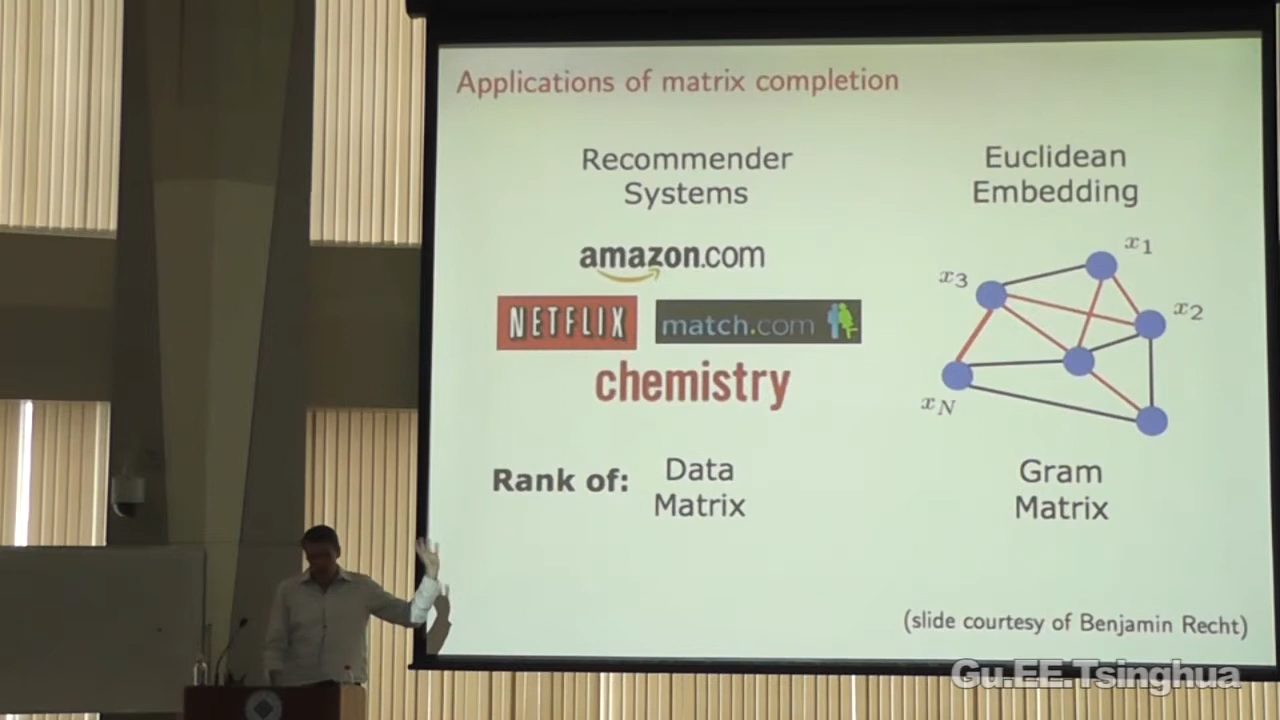 Applications of matrix completion
Recommender
Systems
amazon.com
NETFLIX
match.com
chemistry
Rank of:
Data
Matrix
Euclidean
Embedding
x1
x3
x2
xN
Gram
Matrix
(slide courtesy of Benjamin Recht)
Gu.EE.Tsinghua